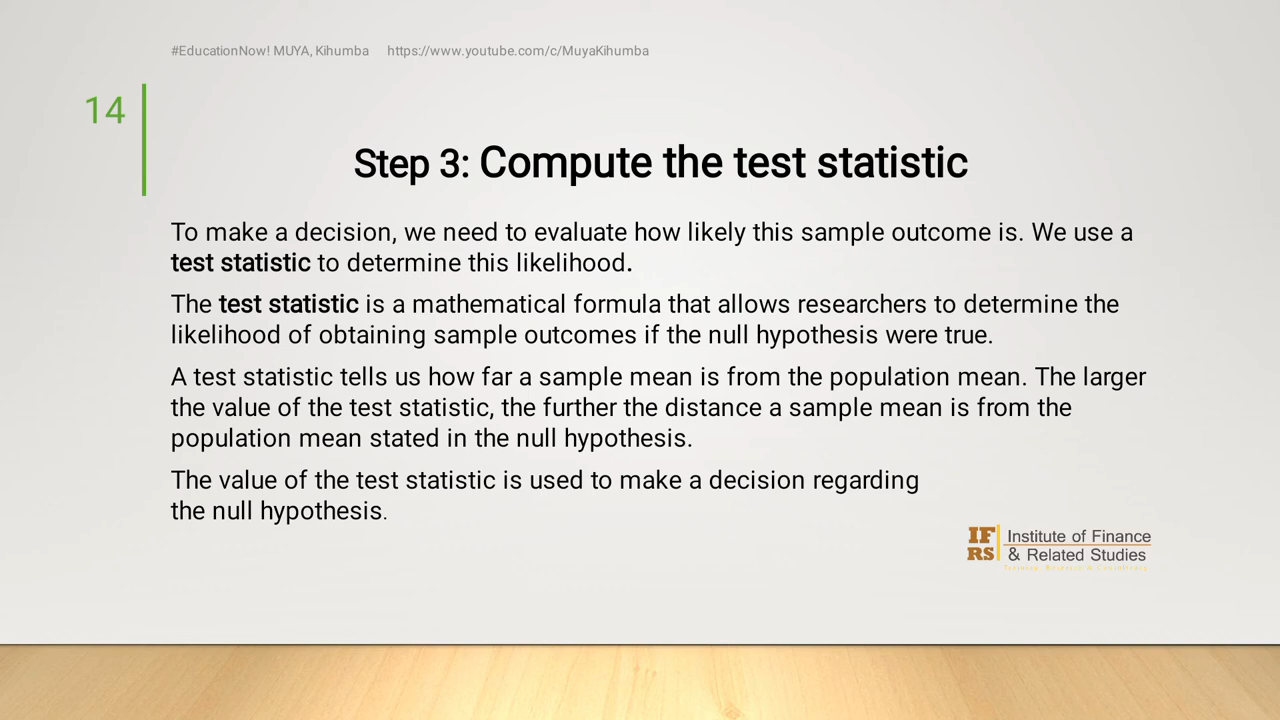 #EducationNow! MUYA, Kihumba https://www.youtube.com/c/MuyaKihumba
14
Step 3: Compute the test statistic
To make a decision, we need to evaluate how likely this sample outcome is. We use a
test statistic to determine this likelihood.
The test statistic is a mathematical formula that allows researchers to determine the
likelihood of obtaining sample outcomes if the null hypothesis were true.
A test statistic tells us how far a sample mean is from the population mean. The larger
the value of the test statistic, the further the distance a sample mean is from the
population mean stated in the null hypothesis.
The value of the test statistic is used to make a decision regarding
the null hypothesis.
IF
RS
Institute of Finance
& Related Studies